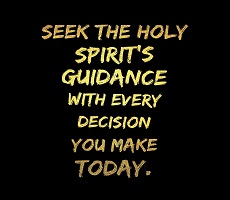 SEEK THE HOLY
SPIRIT'S
GUIDANCE
WITH EVERY
DECISION
YOU MAKE
TODAY.